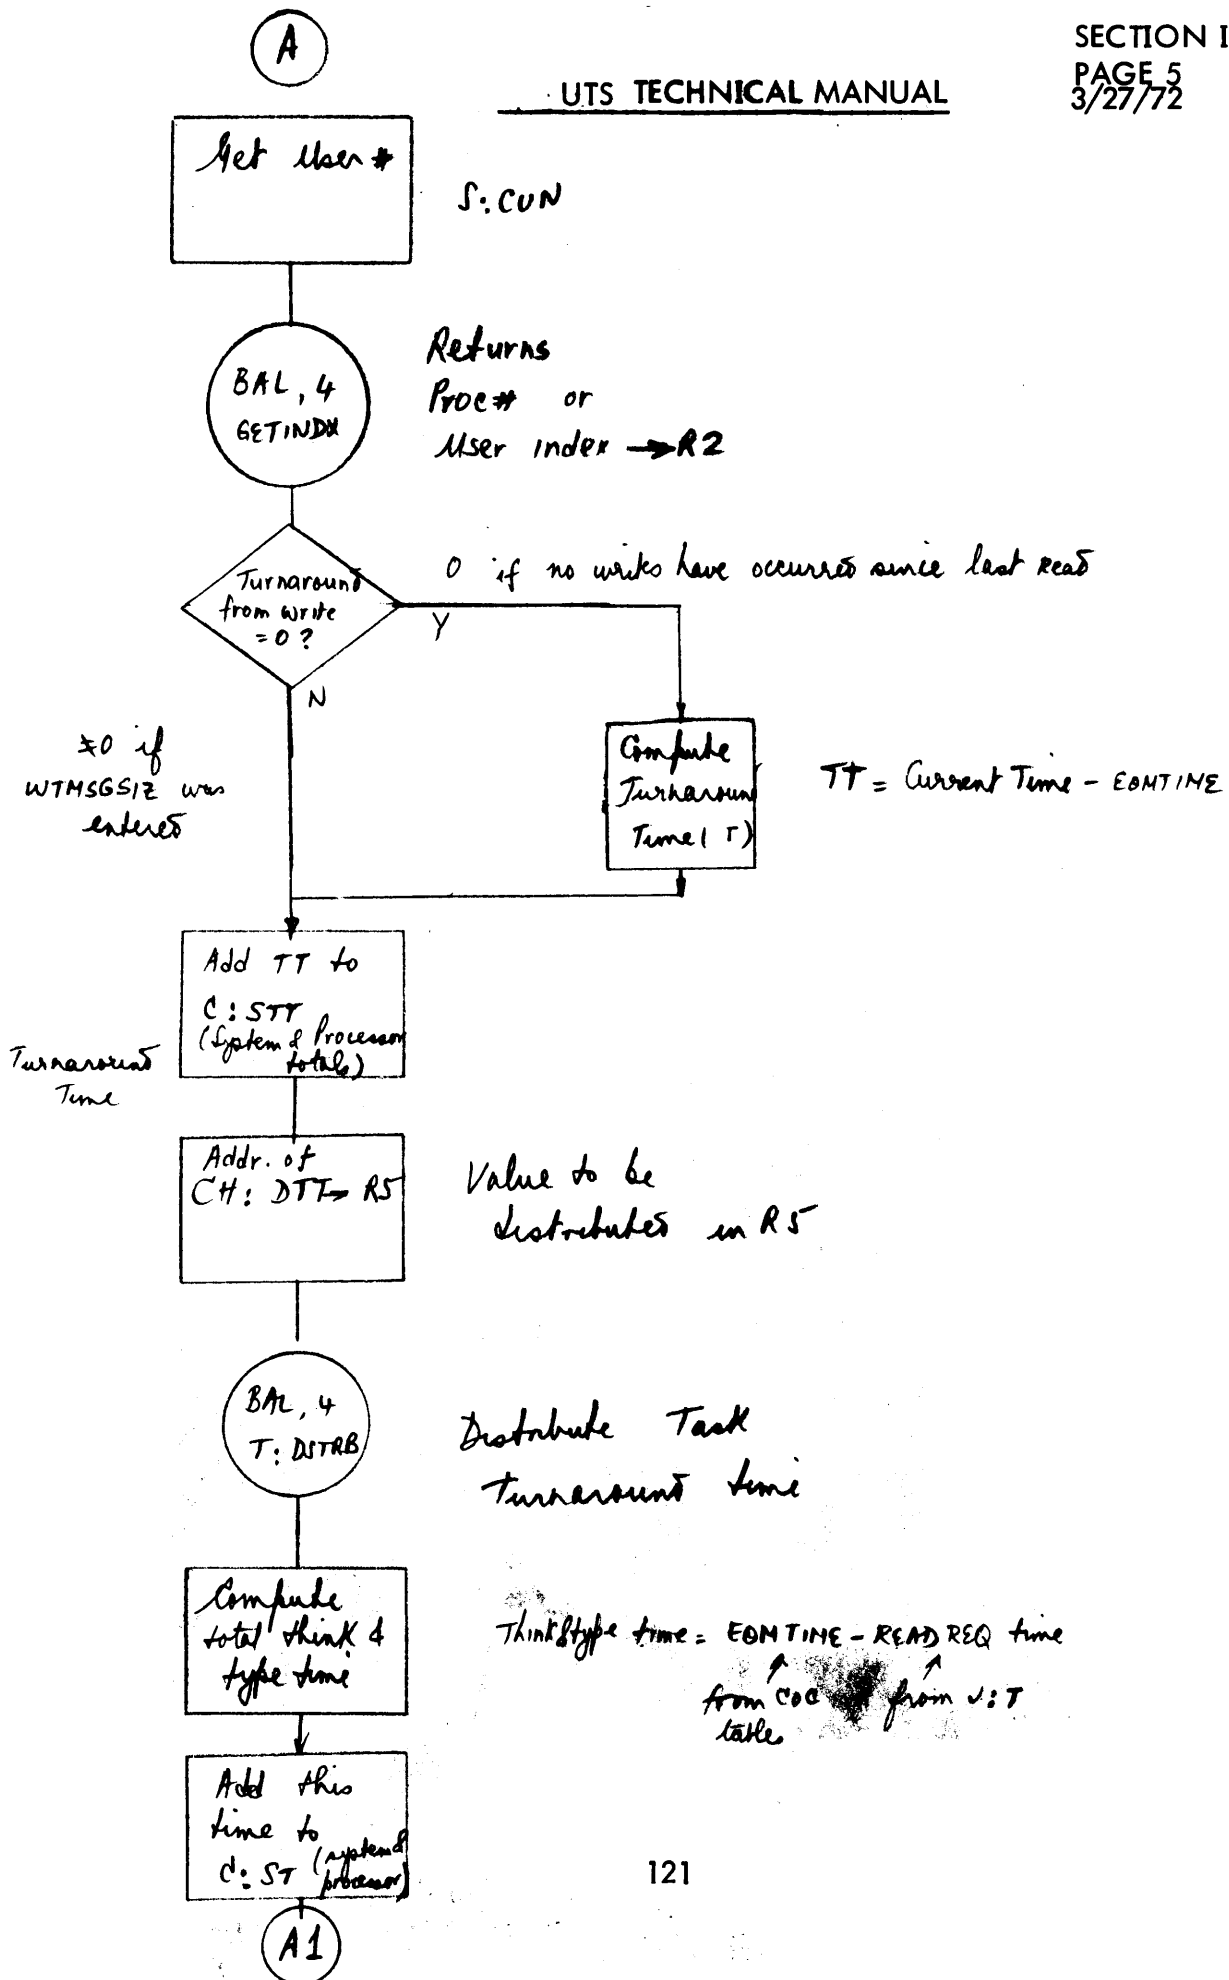 A
SECTION I
PAGE 5
3/27/72
UTS TECHNICAL MANUAL
Get User #
S:CUN
BAL, 4
GETINDX
Returns
Proc# or
User index → R2
Turnaround
from write
=0?
0 if no writes have occurred since last read
Y
N
≠0 if
WTMSGSIZ was
entered
Compute
Turnaround
Time( T)
TT = Current Time - EOMTIME
Add TT to
C:STT
(System & Processor
totals)
Turnaround
Time
Addr. of
CH: DTT→ R5
Value to be
distributed in R5
BAL, 4
T: DSTRB
Distribute Task
Turnaround time
Compute
total think &
type time
Think&type time = EOMTIME - READ REQ time
↑ ↑
from COC from J:T
tables
Add this
time to
C: ST (system &
processor)
121
A1